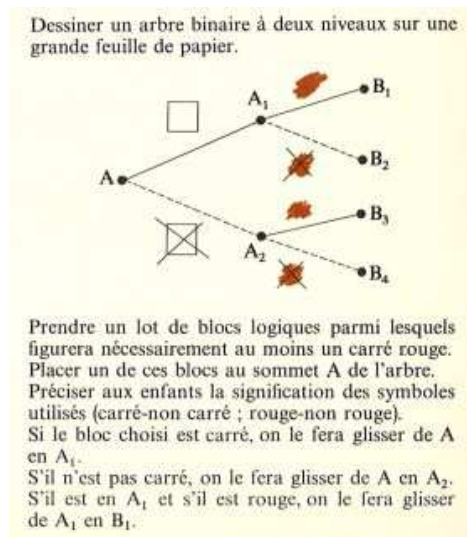 Dessiner un arbre binaire à deux niveaux sur une
grande feuille de papier.
A
A₁
A₂
B₁
B₂
B₃
B₄
Prendre un lot de blocs logiques parmi lesquels
figurera nécessairement au moins un carré rouge.
Placer un de ces blocs au sommet A de l'arbre.
Préciser aux enfants la signification des symboles
utilisés (carré-non carré ; rouge-non rouge).
Si le bloc choisi est carré, on le fera glisser de A
en A₁.
S'il n'est pas carré, on le fera glisser de A en A₂.
S'il est en A₁ et s'il est rouge, on le fera glisser
de A₁ en B₁.